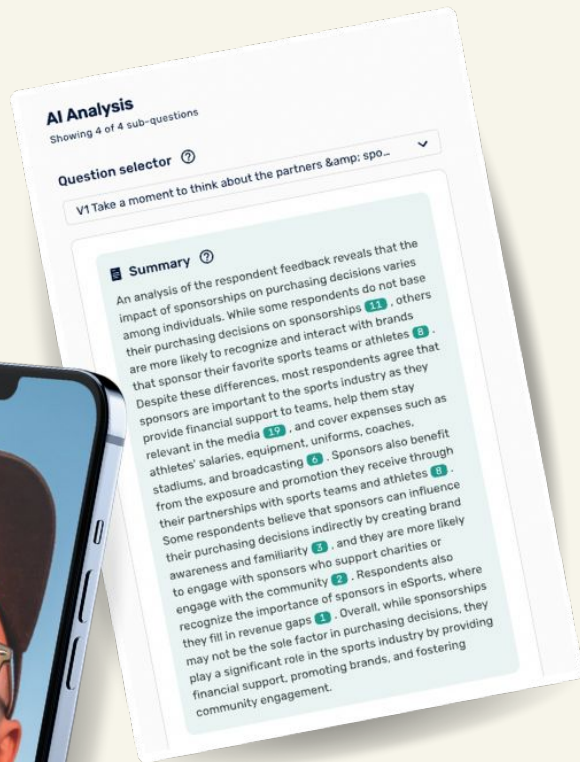 AI Analysis
Showing 4 of 4 sub-questions
Question selector ?
V1 Take a moment to think about the partners &amp; spo...
Summary ?
An analysis of the respondent feedback reveals that the
impact of sponsorships on purchasing decisions varies
among individuals. While some respondents do not base
their purchasing decisions on sponsorships 11 , others
are more likely to recognize and interact with brands
that sponsor their favorite sports teams or athletes 8 .
Despite these differences, most respondents agree that
sponsors are important to the sports industry as they
provide financial support to teams, help them stay
relevant in the media 19 , and cover expenses such as
athletes' salaries, equipment, uniforms, coaches,
stadiums, and broadcasting 6 . Sponsors also benefit
from the exposure and promotion they receive through
their partnerships with sports teams and athletes 8 .
Some respondents believe that sponsors can influence
their purchasing decisions indirectly by creating brand
awareness and familiarity 3 , and they are more likely
to engage with sponsors who support charities or
engage with the community 2 . Respondents also
recognize the importance of sponsors in eSports, where
they fill in revenue gaps 1 . Overall, while sponsorships
may not be the sole factor in purchasing decisions, they
play a significant role in the sports industry by providing
financial support, promoting brands, and fostering
community engagement.